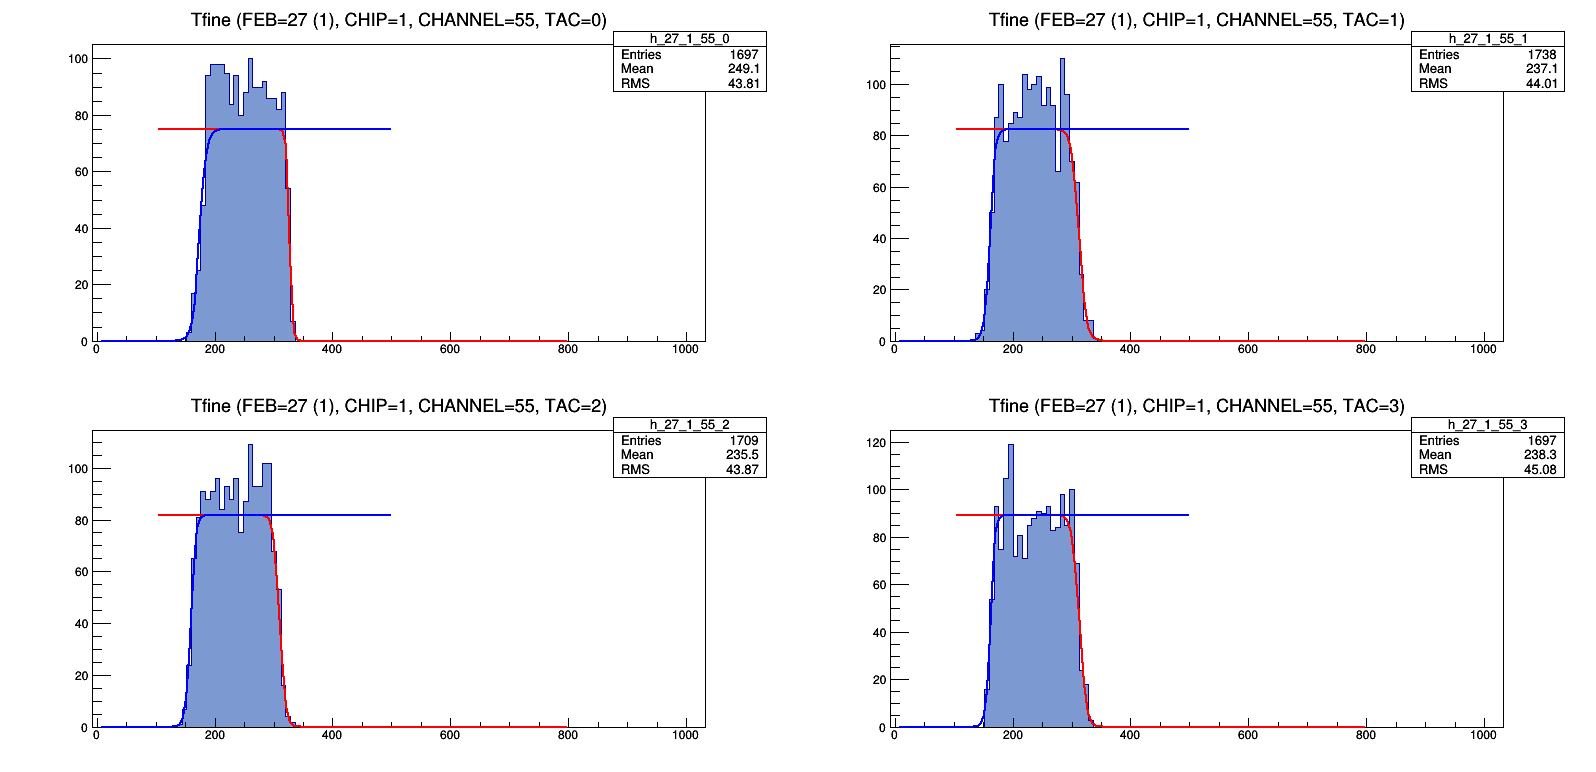 Tfine (FEB=27 (1), CHIP=1, CHANNEL=55, TAC=0)
h_27_1_55_0
Entries 1697
Mean 249.1
RMS 43.81
100
80
60
40
20
0
0 200 400 600 800 1000
Tfine (FEB=27 (1), CHIP=1, CHANNEL=55, TAC=1)
h_27_1_55_1
Entries 1738
Mean 237.1
RMS 44.01
100
80
60
40
20
0
0 200 400 600 800 1000
Tfine (FEB=27 (1), CHIP=1, CHANNEL=55, TAC=2)
h_27_1_55_2
Entries 1709
Mean 235.5
RMS 43.87
100
80
60
40
20
0
0 200 400 600 800 1000
Tfine (FEB=27 (1), CHIP=1, CHANNEL=55, TAC=3)
h_27_1_55_3
Entries 1697
Mean 238.3
RMS 45.08
120
100
80
60
40
20
0
0 200 400 600 800 1000